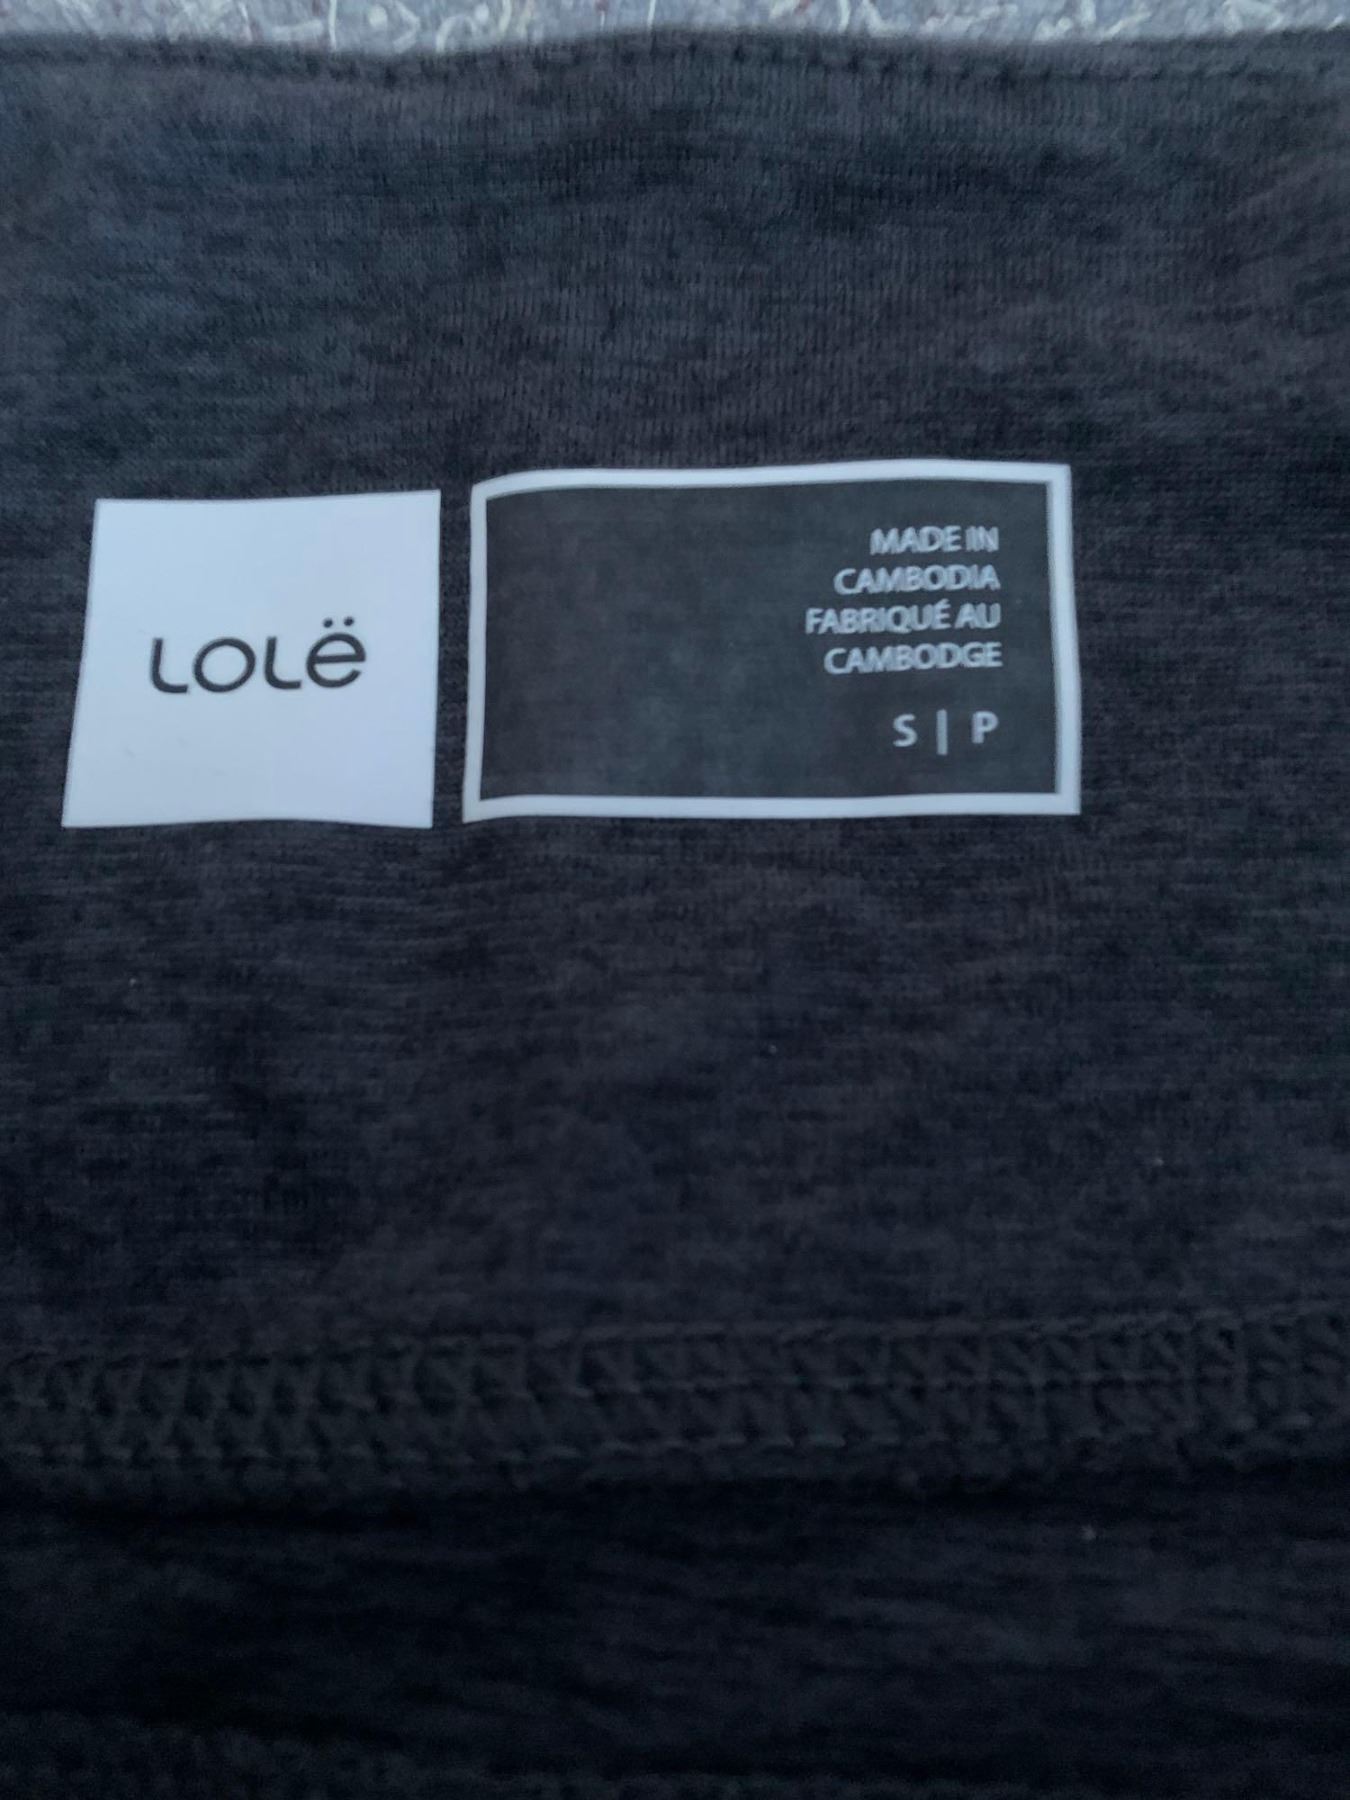 Lolë
MADE IN
CAMBODIA
FABRIQUÉ AU
CAMBODGE
S | P